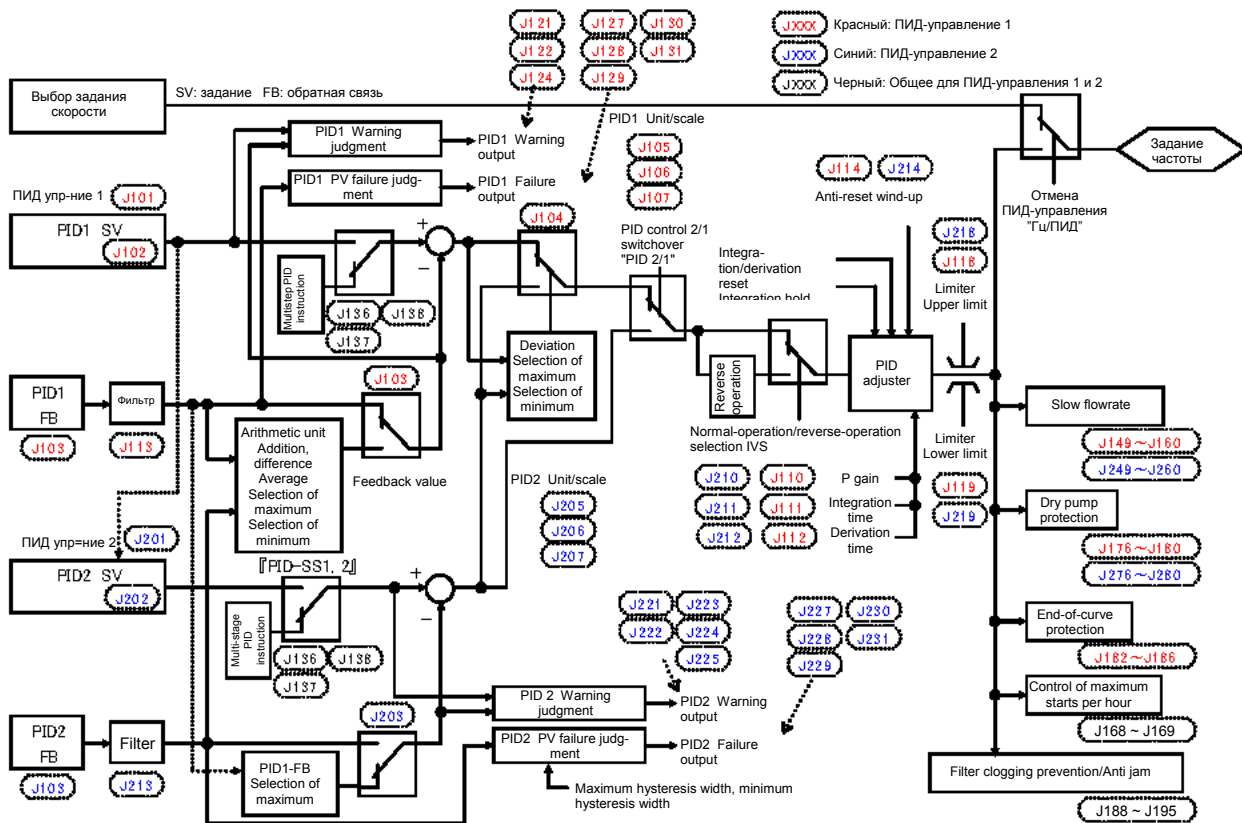 J121
J127
J130
J122
J128
J131
J124
J129
JXXX Красный: ПИД-управление 1
JXXX Синий: ПИД-управление 2
JXXX Черный: Общее для ПИД-управления 1 и 2
Выбор задания
скорости
SV: задание FB: обратная связь
PID1 Warning
judgment
PID1 Warning
output
PID1 PV failure judg-
ment
PID1 Failure
output
PID1 Unit/scale
J105
J106
J107
J114
J214
Anti-reset wind-up
Задание
частоты
Отмена
ПИД-управления
"Гц/ПИД"
ПИД упр-ние 1
J101
PID1 SV
J102
Multistep PID
instruction
J136
J138
J137
+
−
J104
PID control 2/1
switchover
"PID 2/1"
Integra-
tion/derivation
reset
Integration hold
J218
J118
Limiter
Upper limit
Deviation
Selection of
maximum
Selection of
minimum
Reverse
operation
PID
adjuster
Normal-operation/reverse-operation
selection IVS
Limiter
Lower limit
J119
J219
PID1
FB
J103
Фильтр
J113
J103
Arithmetic unit
Addition,
difference
Average
Selection of
maximum
Selection of
minimum
Feedback value
PID2 Unit/scale
J205
J206
J207
J210
J110
J211
J111
J212
J112
P gain
Integration
time
Derivation
time
Slow flowrate
J149～J160
J249～J260
Dry pump
protection
J176～J180
J276～J280
End-of-curve
protection
J182～J186
Control of maximum
starts per hour
J168 ~ J169
Filter clogging prevention/Anti jam
J188 ~ J195
ПИД упр=ние 2
J201
PID2 SV
J202
『PID-SS1, 2』
Multi-stage
PID
instruction
J136
J138
J137
+
−
J221
J223
J222
J224
J225
J227
J230
J228
J231
J229
PID 2 Warning
judgment
PID2 Warning
output
PID2 PV failure judg-
ment
PID2 Failure
output
Maximum hysteresis width, minimum
hysteresis width
PID2
FB
J103
Filter
J213
J203
PID1-FB
Selection of
maximum